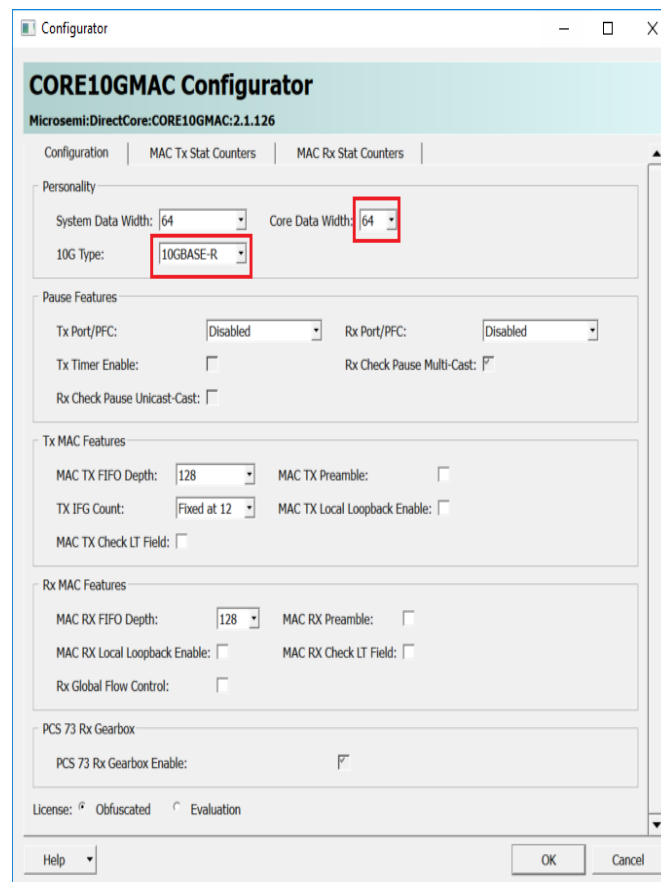 Configurator
CORE10GMAC Configurator
Microsemi:DirectCore:CORE10GMAC:2.1.126
Configuration MAC Tx Stat Counters MAC Rx Stat Counters
Personality
System Data Width: 64 Core Data Width: 64
10G Type: 10GBASE-R
Pause Features
Tx Port/PFC: Disabled Rx Port/PFC: Disabled
Tx Timer Enable: Rx Check Pause Multi-Cast:
Rx Check Pause Unicast-Cast:
Tx MAC Features
MAC TX FIFO Depth: 128 MAC TX Preamble:
TX IFG Count: Fixed at 12 MAC TX Local Loopback Enable:
MAC TX Check LT Field:
Rx MAC Features
MAC RX FIFO Depth: 128 MAC RX Preamble:
MAC RX Local Loopback Enable: MAC RX Check LT Field:
Rx Global Flow Control:
PCS 73 Rx Gearbox
PCS 73 Rx Gearbox Enable:
License: Obfuscated Evaluation
Help OK Cancel